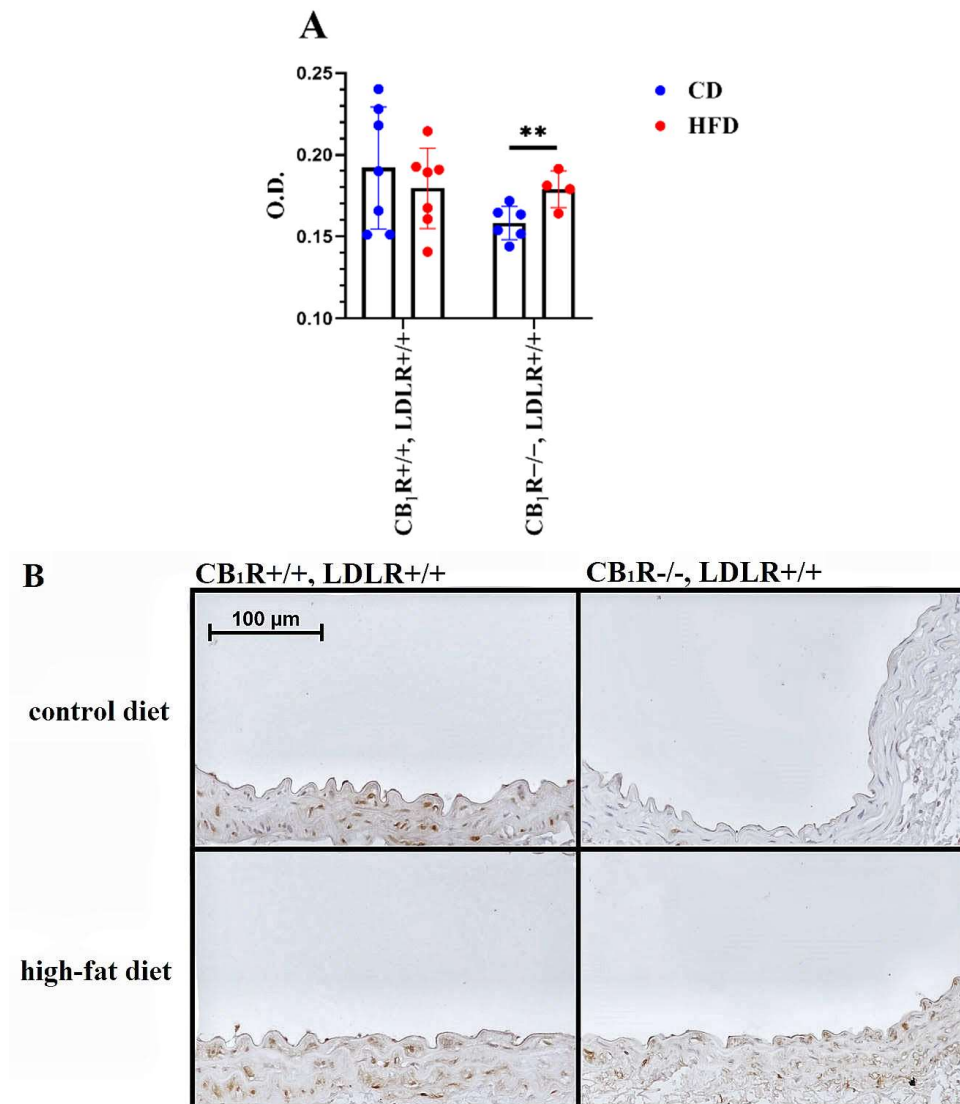 A
0.25
0.20
0.15
0.10
O.D.
**
CD
HFD
CB₁R+/+, LDLR+/+
CB₁R−/−, LDLR+/+
B
CB₁R+/+, LDLR+/+
CB₁R-/-, LDLR+/+
100 µm
control diet
high-fat diet